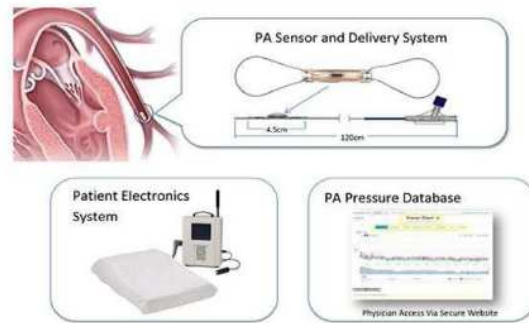 PA Sensor and Delivery System
4.5cm
120cm
Patient Electronics
System
PA Pressure Database
Physician Access Via Secure Website